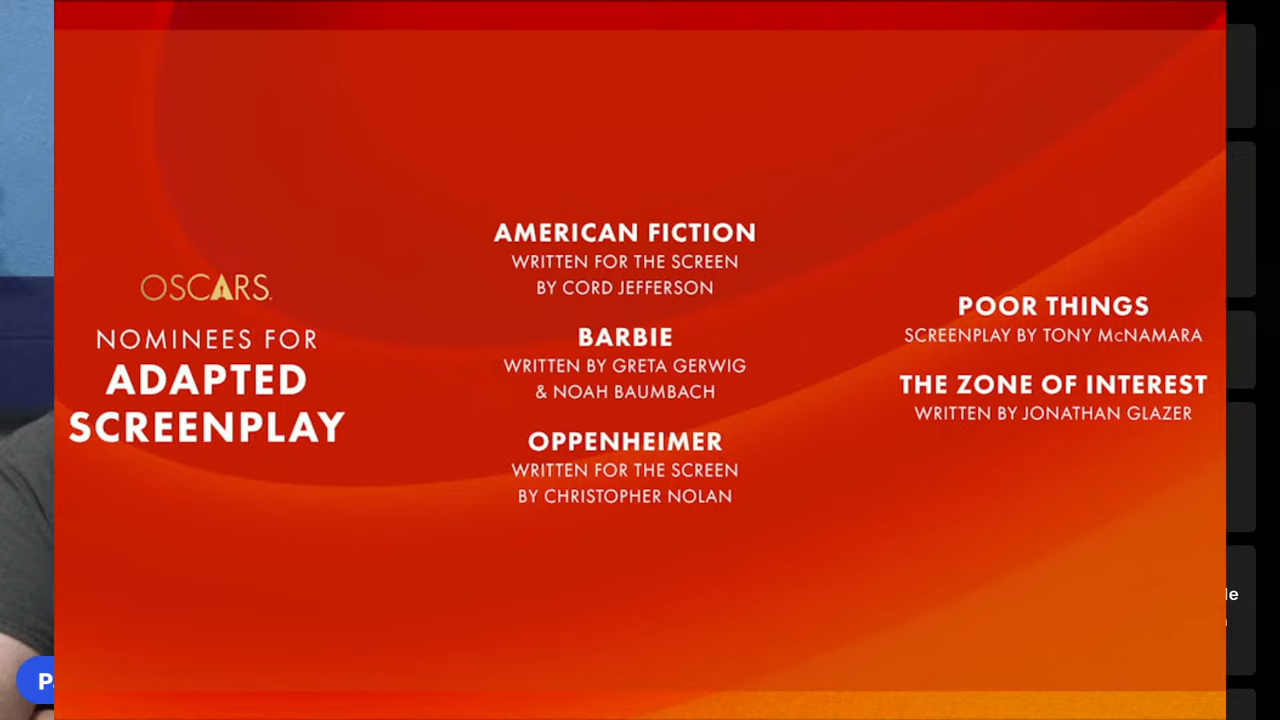 OSCARS.
NOMINEES FOR
ADAPTED
SCREENPLAY
AMERICAN FICTION
WRITTEN FOR THE SCREEN
BY CORD JEFFERSON
BARBIE
WRITTEN BY GRETA GERWIG
& NOAH BAUMBACH
OPPENHEIMER
WRITTEN FOR THE SCREEN
BY CHRISTOPHER NOLAN
POOR THINGS
SCREENPLAY BY TONY McNAMARA
THE ZONE OF INTEREST
WRITTEN BY JONATHAN GLAZER